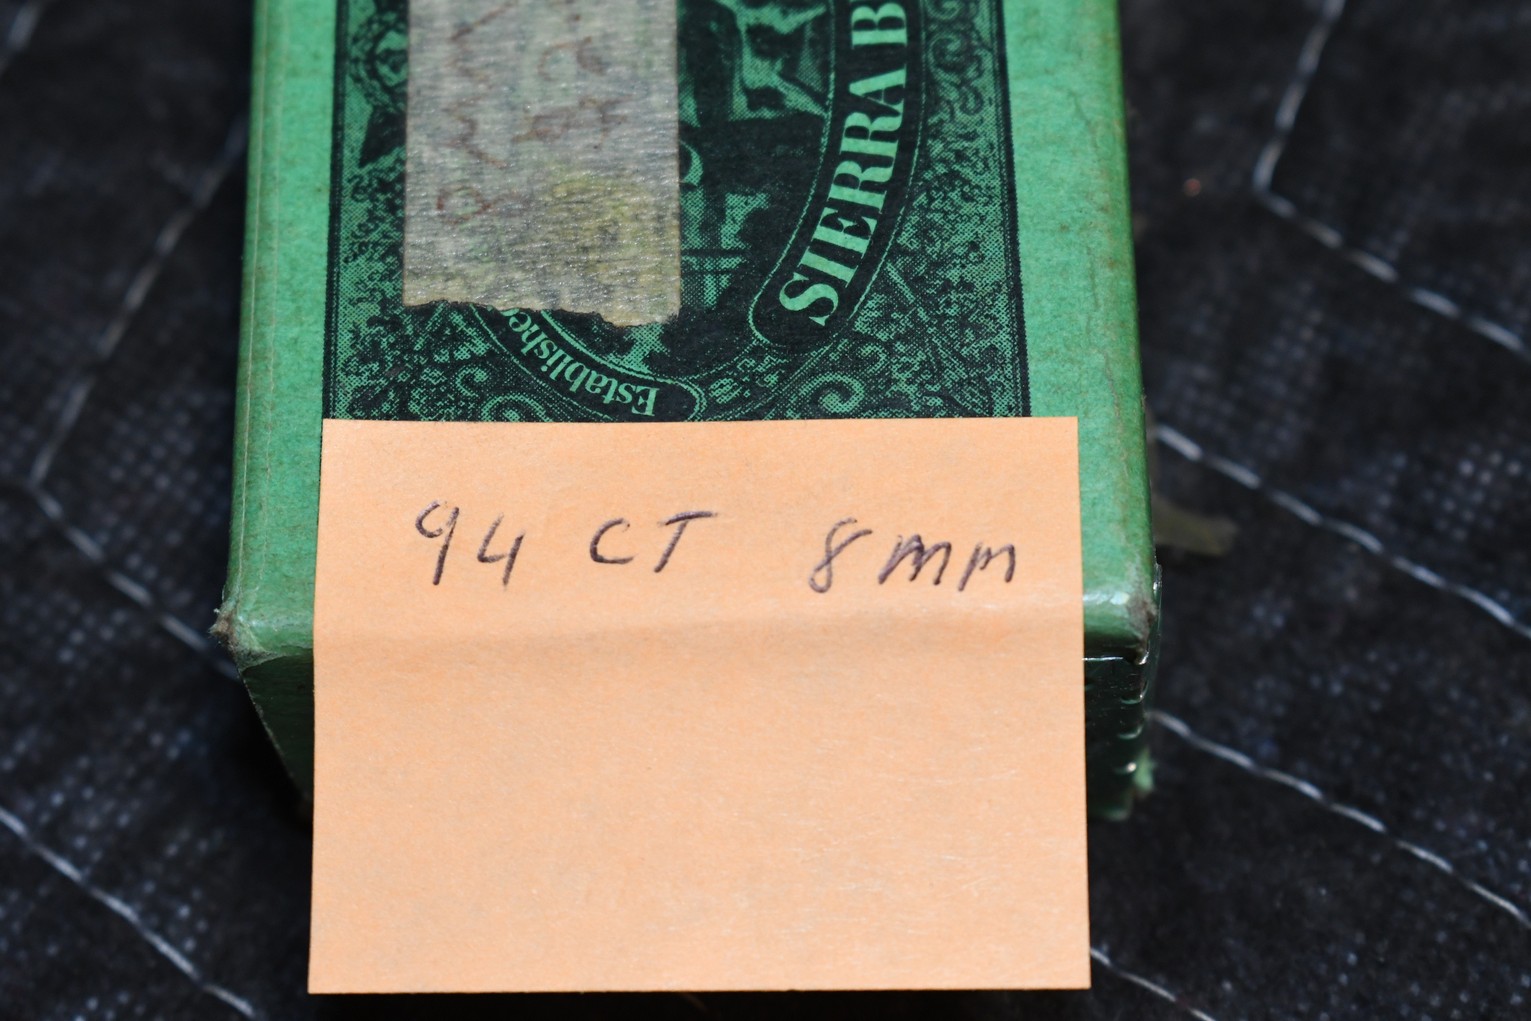 SIERRA B
Establishe
94 CT 8mm